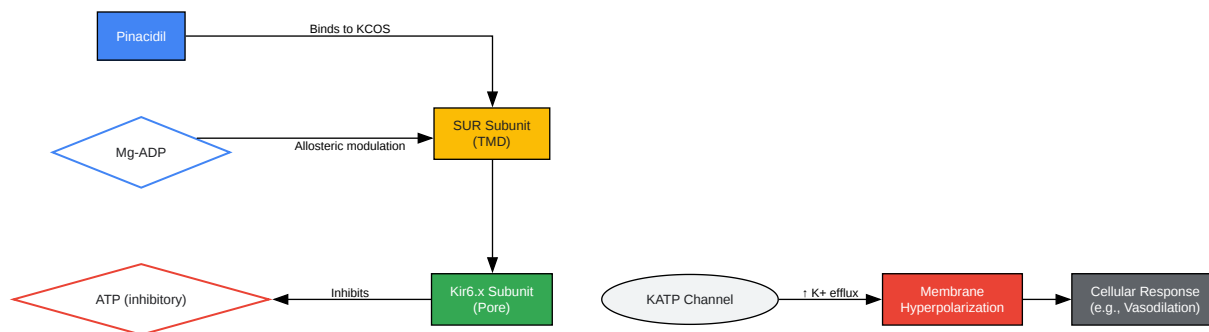 Pinacidil
Binds to KCOS
SUR Subunit
(TMD)
Mg-ADP
Allosteric modulation
ATP (inhibitory)
Inhibits
Kir6.x Subunit
(Pore)
KATP Channel
↑ K+ efflux
Membrane
Hyperpolarization
Cellular Response
(e.g., Vasodilation)